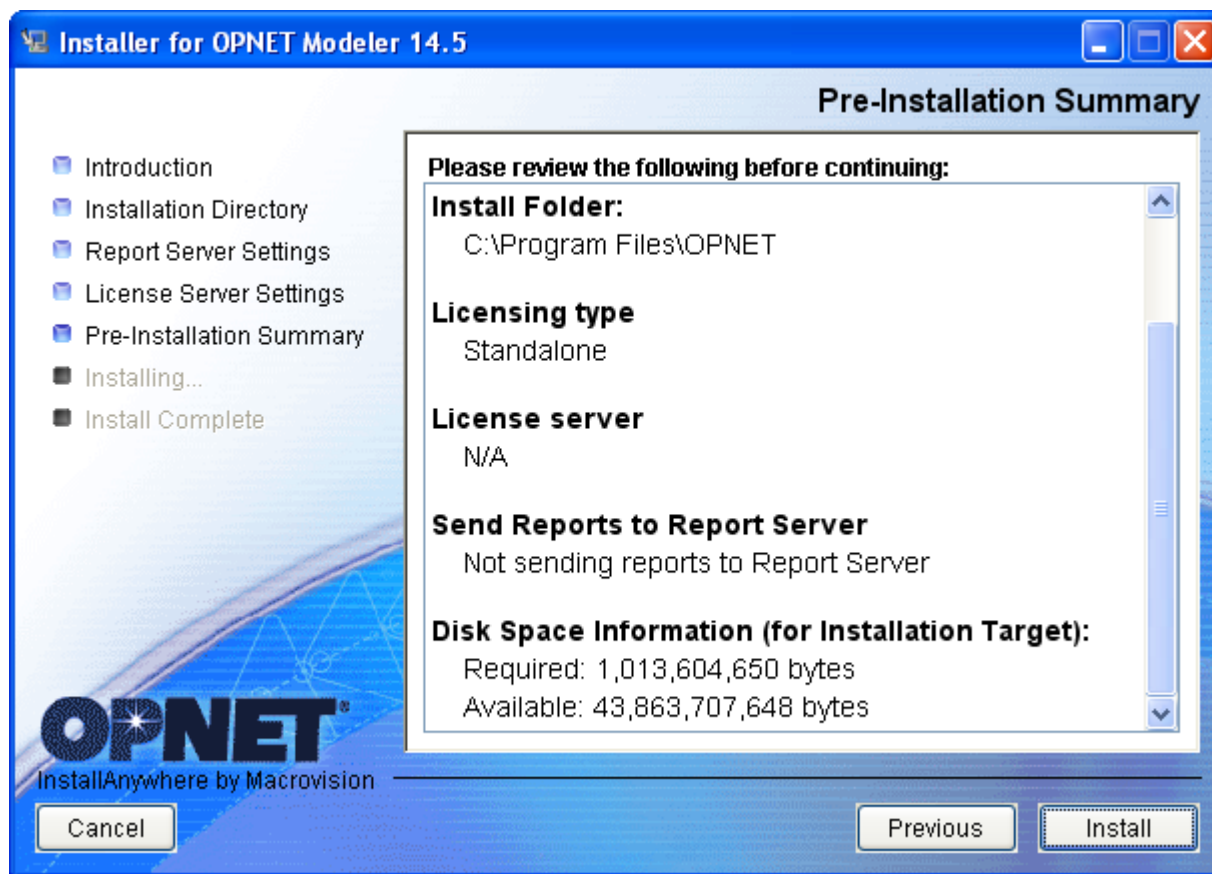 Installer for OPNET Modeler 14.5
Pre-Installation Summary
Introduction
Installation Directory
Report Server Settings
License Server Settings
Pre-Installation Summary
Installing...
Install Complete
Please review the following before continuing:
Install Folder:
C:\Program Files\OPNET
Licensing type
Standalone
License server
N/A
Send Reports to Report Server
Not sending reports to Report Server
Disk Space Information (for Installation Target):
Required: 1,013,604,650 bytes
Available: 43,863,707,648 bytes
OPNET®
InstallAnywhere by Macrovision
Cancel
Previous
Install